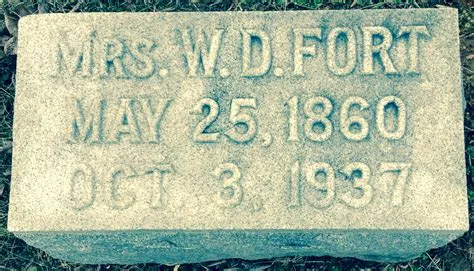 MRS. W. D. FORT
MAY 25, 1860
OCT. 3, 1937